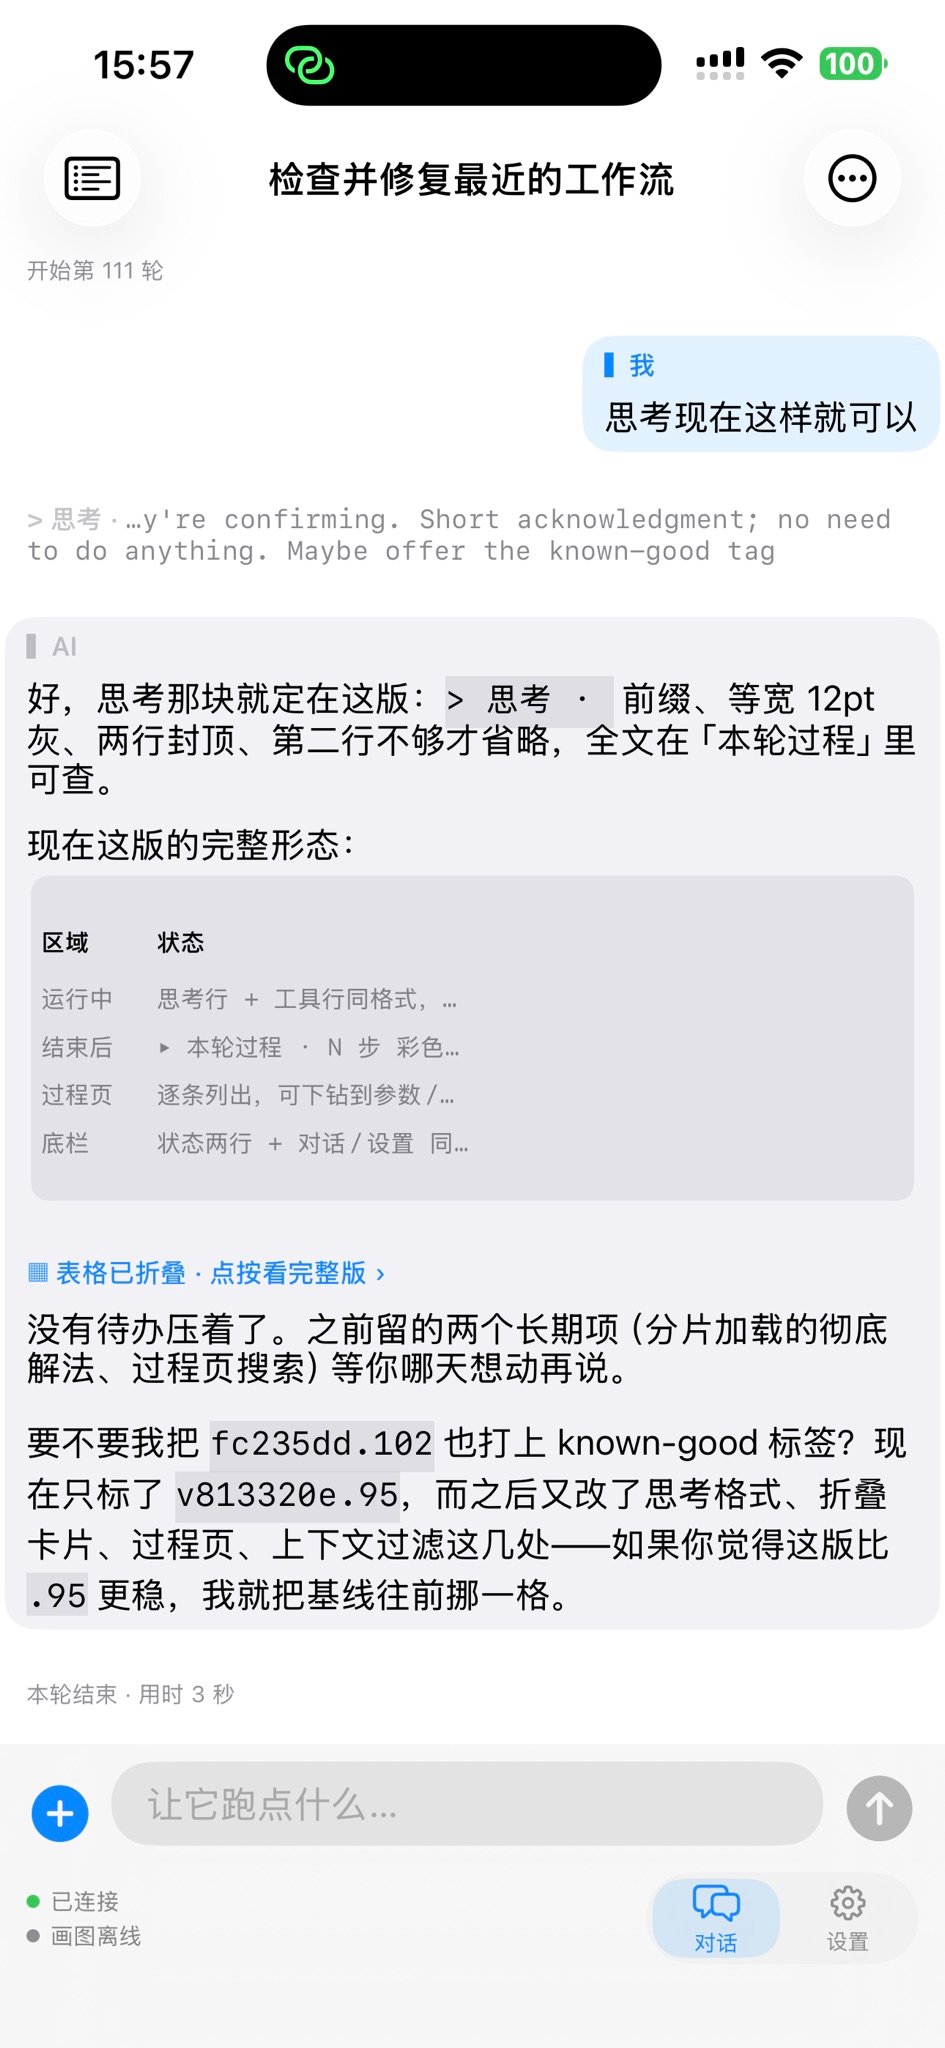 15:57
100
检查并修复最近的工作流
开始第 111 轮
我
思考现在这样就可以
> 思考 · …y're confirming. Short acknowledgment; no need
to do anything. Maybe offer the known-good tag
AI
好，思考那块就定在这版：> 思考 · 前缀、等宽 12pt
灰、两行封顶、第二行不够才省略，全文在「本轮过程」里
可查。
现在这版的完整形态：
区域 状态
运行中 思考行 + 工具行同格式，…
结束后 ▸ 本轮过程 · N 步 彩色…
过程页 逐条列出，可下钻到参数/…
底栏 状态两行 + 对话/设置 同…
▦ 表格已折叠 · 点按看完整版 ›
没有待办压着了。之前留的两个长期项（分片加载的彻底
解法、过程页搜索）等你哪天想动再说。
要不要我把 fc235dd.102 也打上 known-good 标签？现
在只标了 v813320e.95，而之后又改了思考格式、折叠
卡片、过程页、上下文过滤这几处——如果你觉得这版比
.95 更稳，我就把基线往前挪一格。
本轮结束 · 用时 3 秒
让它跑点什么...
已连接
画图离线
对话
设置